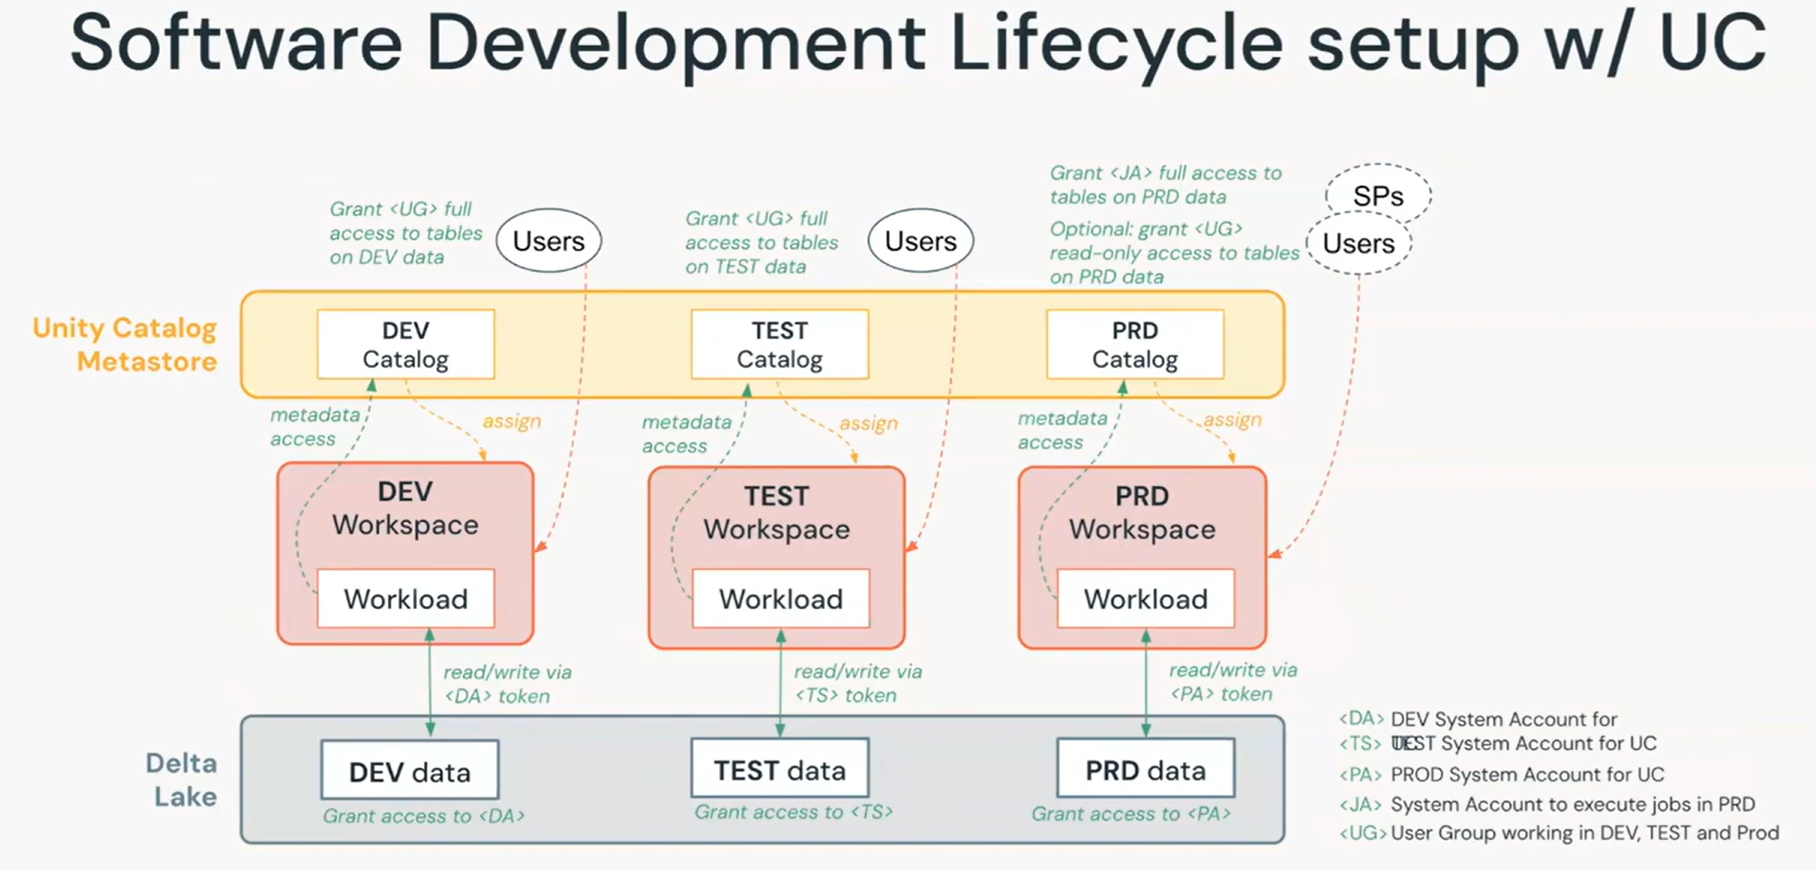 Software Development Lifecycle setup w/ UC
Grant <UG> full
access to tables
on DEV data
Users
Grant <UG> full
access to tables
on TEST data
Users
Grant <JA> full access to
tables on PRD data
Optional: grant <UG>
read-only access to tables
on PRD data
SPs
Users
Unity Catalog
Metastore
DEV
Catalog
TEST
Catalog
PRD
Catalog
metadata
access
assign
metadata
access
assign
metadata
access
assign
DEV
Workspace
Workload
TEST
Workspace
Workload
PRD
Workspace
Workload
read/write via
<DA> token
read/write via
<TS> token
read/write via
<PA> token
Delta
Lake
DEV data
Grant access to <DA>
TEST data
Grant access to <TS>
PRD data
Grant access to <PA>
<DA> DEV System Account for
UC
<TS> TEST System Account for UC
<PA> PROD System Account for UC
<JA> System Account to execute jobs in PRD
<UG> User Group working in DEV, TEST and Prod